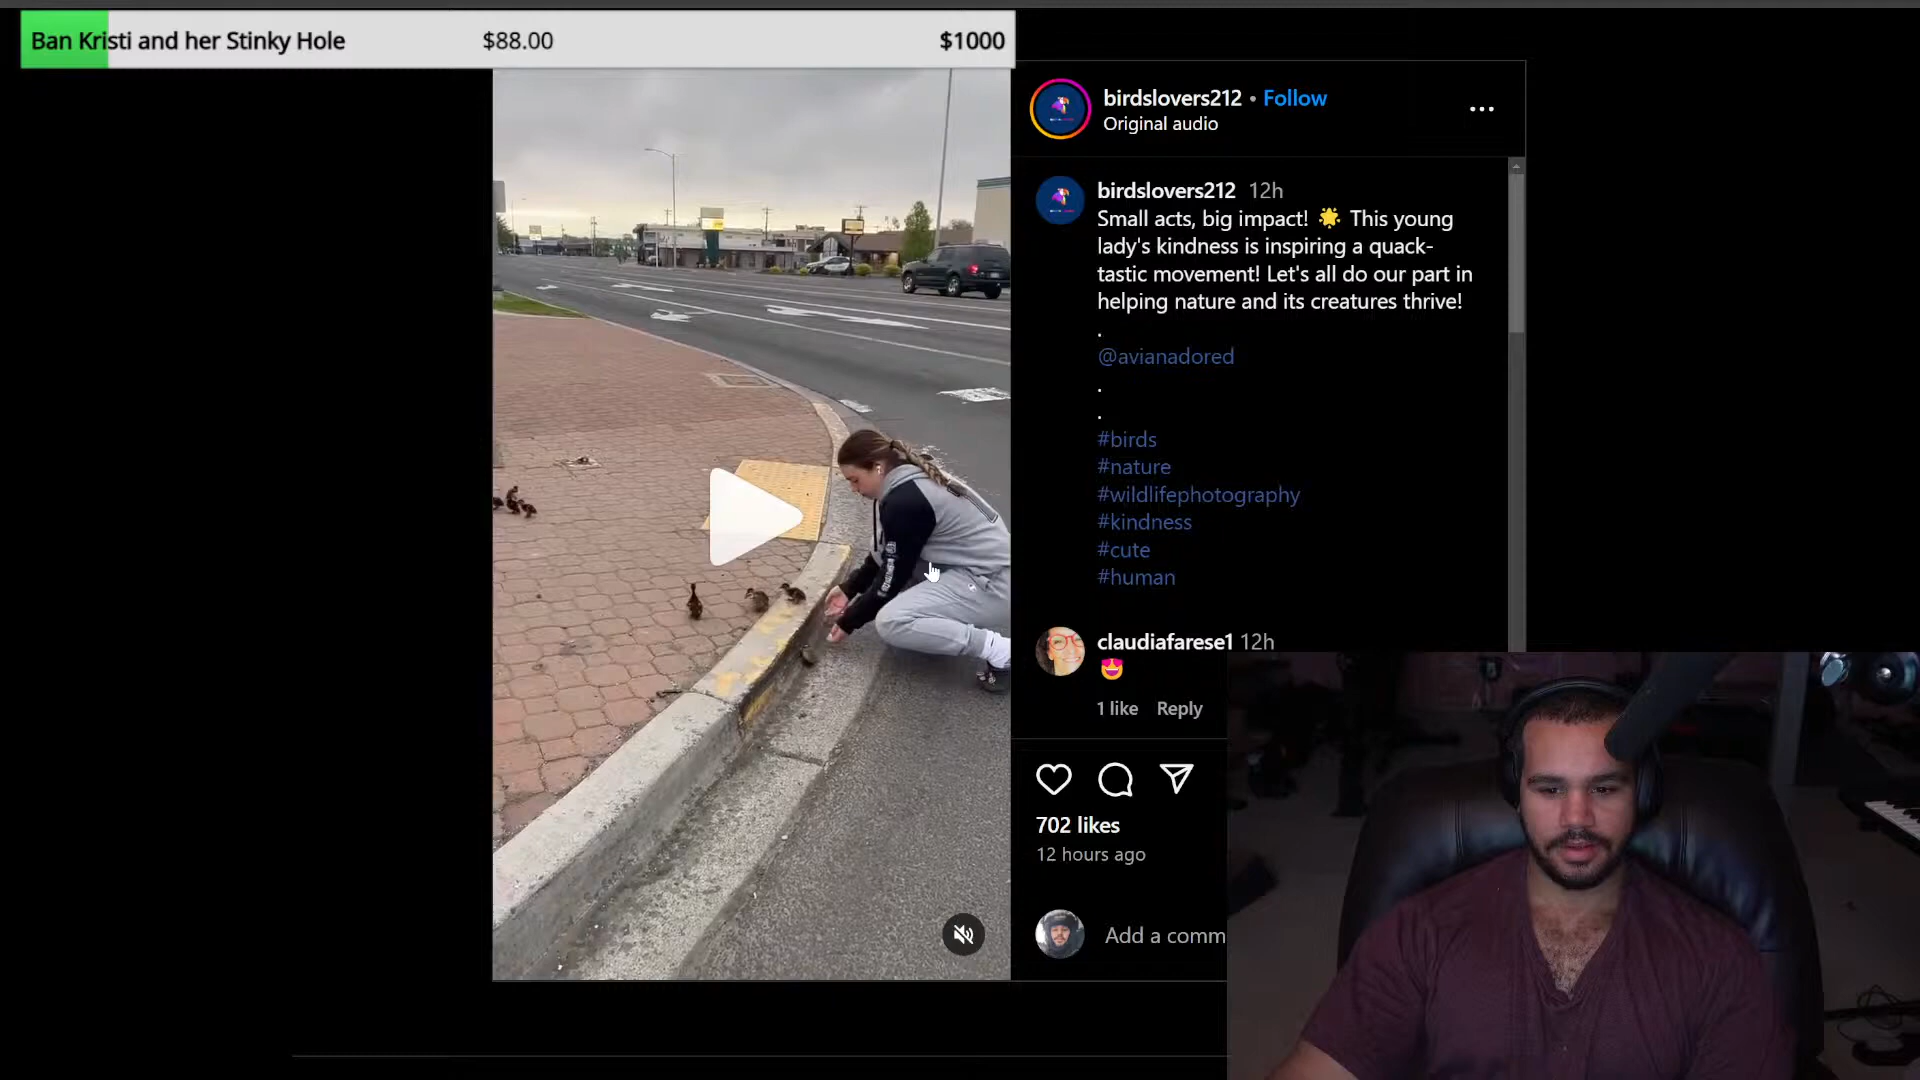 Ban Kristi and her Stinky Hole $88.00 $1000
birdslovers212 • Follow
Original audio
birdslovers212 12h
Small acts, big impact! 🌟 This young
lady's kindness is inspiring a quack-
tastic movement! Let's all do our part in
helping nature and its creatures thrive!
.
@avianadored
.
.
#birds
#nature
#wildlifephotography
#kindness
#cute
#human
claudiafarese1 12h
😍
1 like Reply
702 likes
12 hours ago
Add a comm